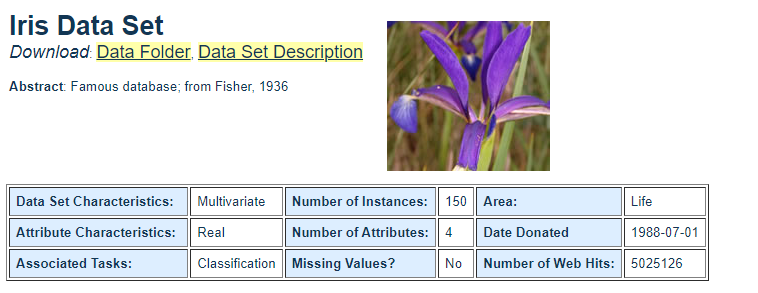 Iris Data Set
Download: Data Folder, Data Set Description
Abstract: Famous database; from Fisher, 1936
Data Set Characteristics: Multivariate Number of Instances: 150 Area: Life
Attribute Characteristics: Real Number of Attributes: 4 Date Donated 1988-07-01
Associated Tasks: Classification Missing Values? No Number of Web Hits: 5025126